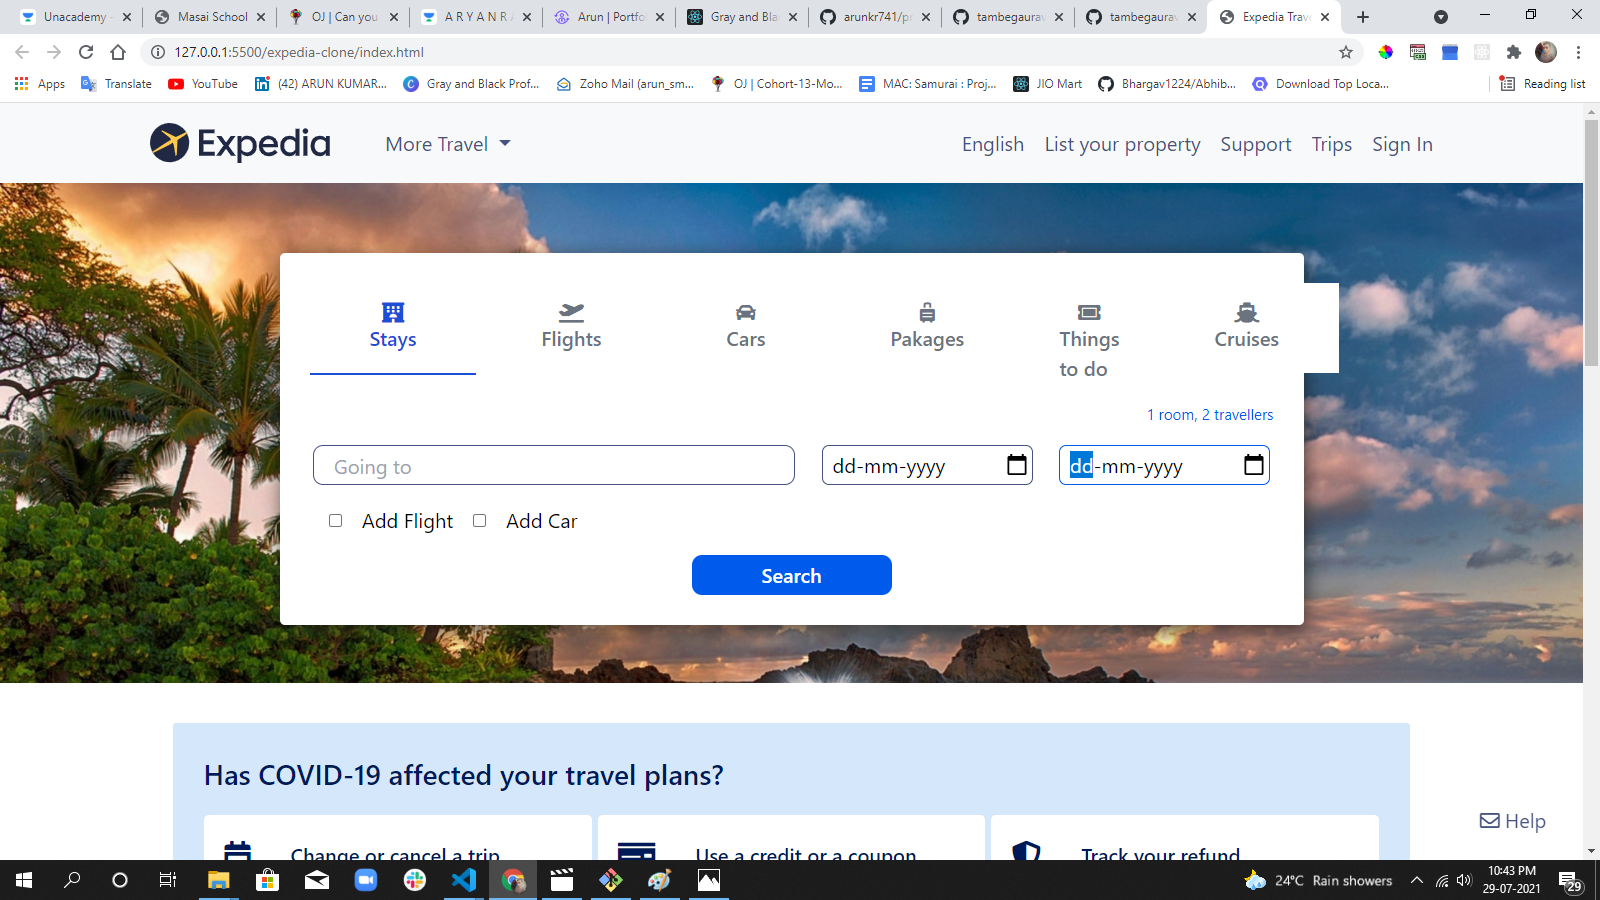 Unacademy
Masai School
OJ | Can you
A R Y A N R
Arun | Portfo
Gray and Bla
arunkr741/pr
tambegaurav
tambegaurav
Expedia Trave
127.0.0.1:5500/expedia-clone/index.html
Apps
Translate
YouTube
(42) ARUN KUMAR...
Gray and Black Prof...
Zoho Mail (arun_sm...
OJ | Cohort-13-Mo...
MAC: Samurai : Proj...
JIO Mart
Bhargav1224/Abhib...
Download Top Loca...
Reading list
Expedia
More Travel
English
List your property
Support
Trips
Sign In
Stays
Flights
Cars
Pakages
Things
to do
Cruises
1 room, 2 travellers
Going to
dd-mm-yyyy
dd-mm-yyyy
Add Flight
Add Car
Search
Has COVID-19 affected your travel plans?
Change or cancel a trip
Use a credit or a coupon
Track your refund
Help
24°C Rain showers
10:43 PM
29-07-2021
29